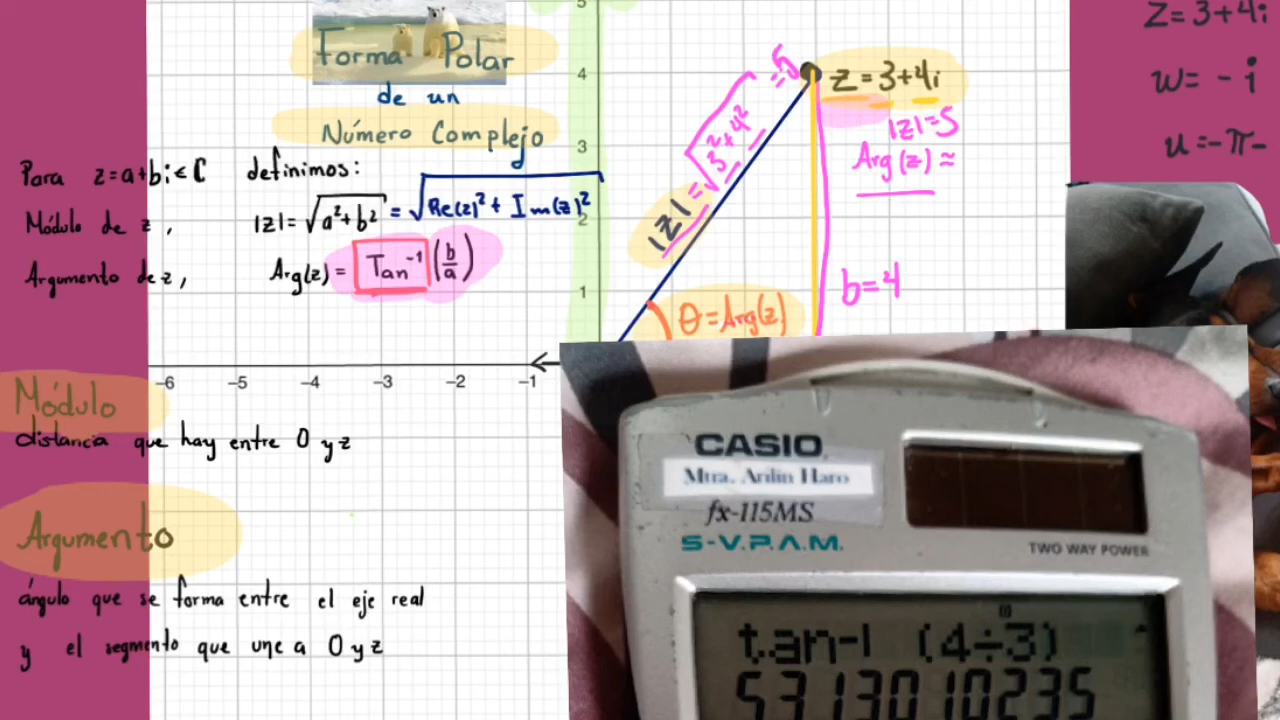 Forma Polar
de un
Número Complejo
Para z=a+bi∈ℂ definimos:
Módulo de z, |z|=√a²+b² = √Re(z)²+Im(z)²
Argumento de z, Arg(z)= Tan⁻¹(b/a)
Módulo
distancia que hay entre 0 y z
Argumento
ángulo que se forma entre el eje real
y el segmento que une a 0 y z
5
4
3
2
1
-6 -5 -4 -3 -2 -1
|z|=√3²+4² =5
z=3+4i
|z|=5
Arg(z)≈
b=4
θ=Arg(z)
z=3+4i
w=-i
u=-π-
CASIO
Mtra. Arilin Haro
fx-115MS
S-V.P.A.M.
TWO WAY POWER
D
tan-1 (4÷3)
53.13010235